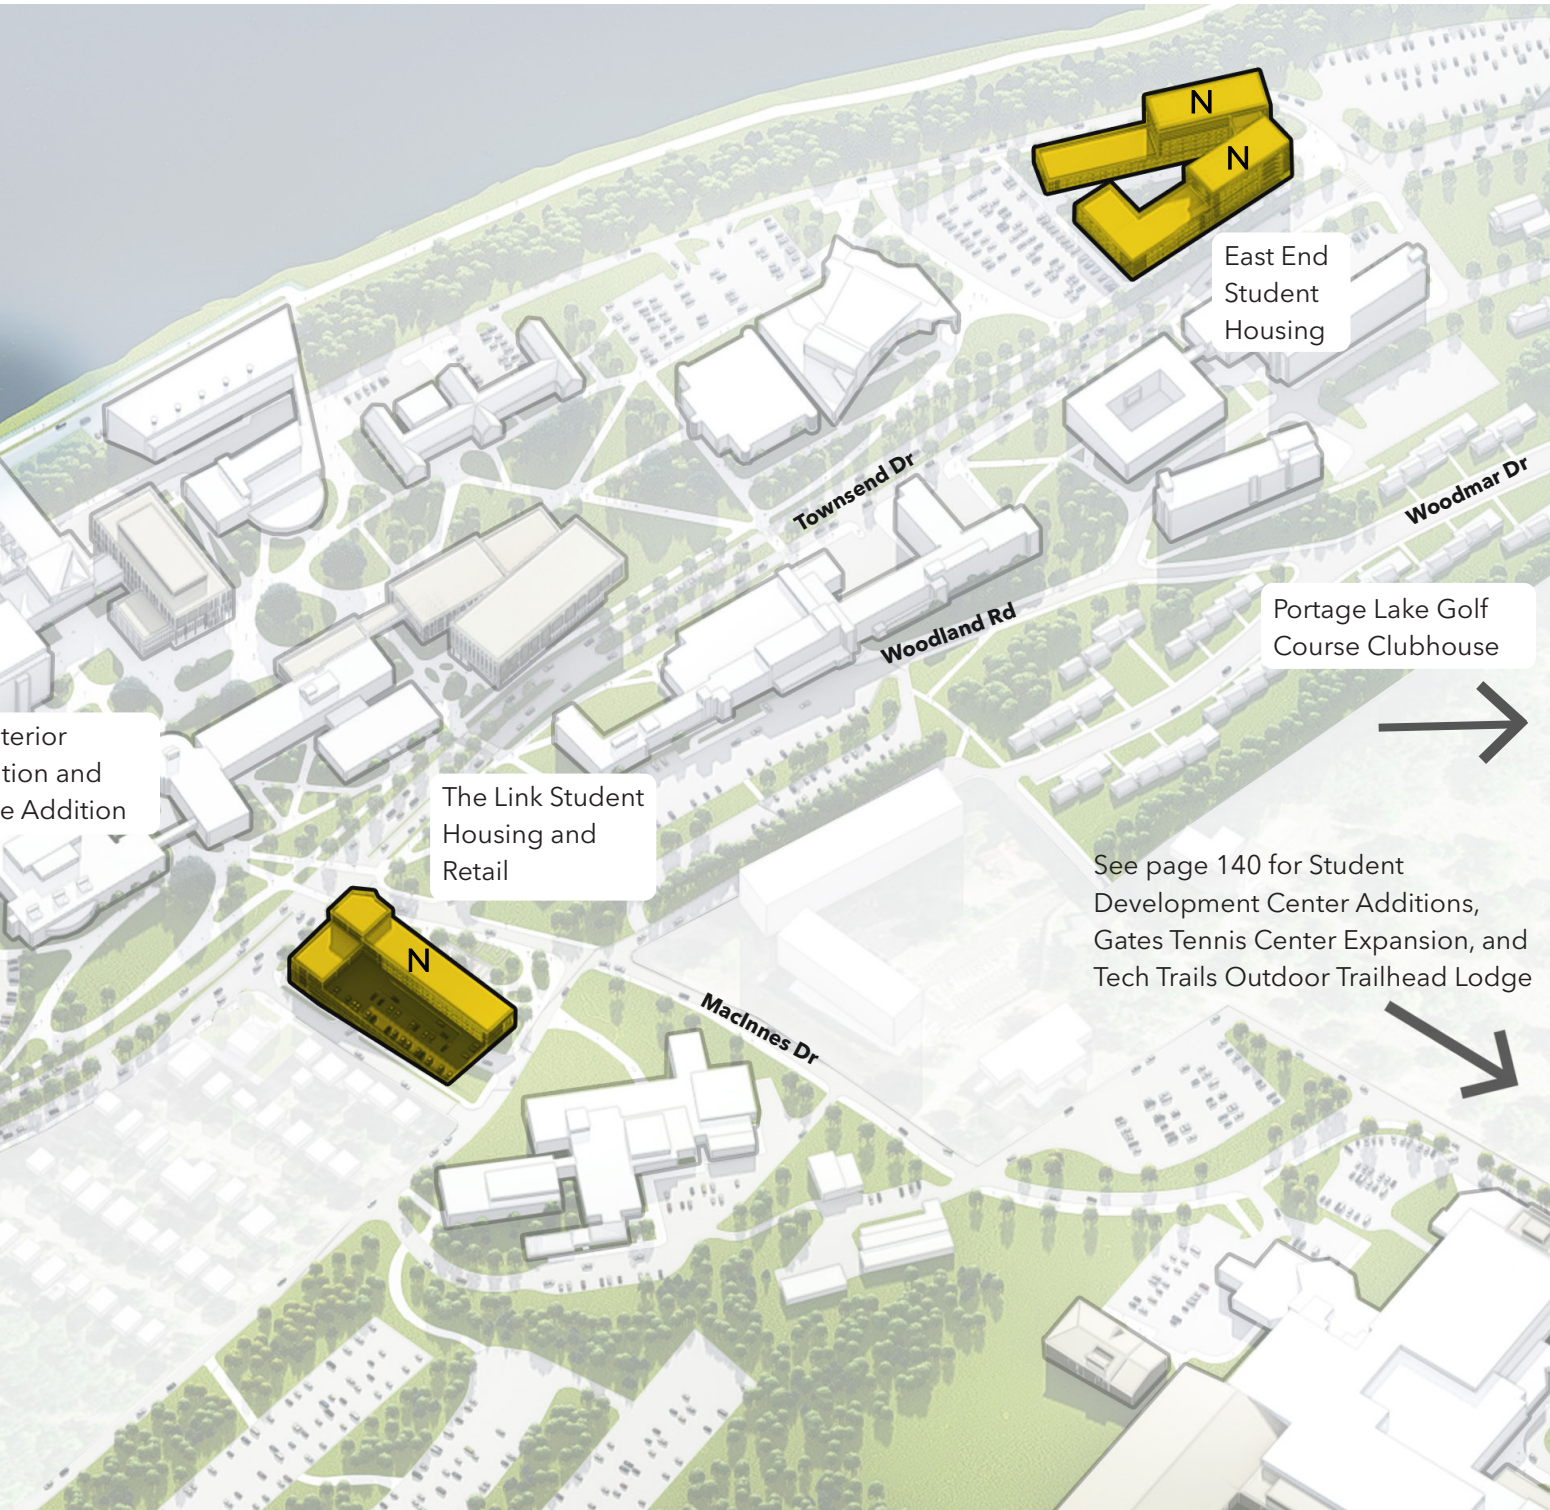 N
N
East End
Student
Housing
Townsend Dr
Woodmar Dr
Woodland Rd
Portage Lake Golf
Course Clubhouse
terior
tion and
e Addition
The Link Student
Housing and
Retail
See page 140 for Student
Development Center Additions,
Gates Tennis Center Expansion, and
Tech Trails Outdoor Trailhead Lodge
N
MacInnes Dr